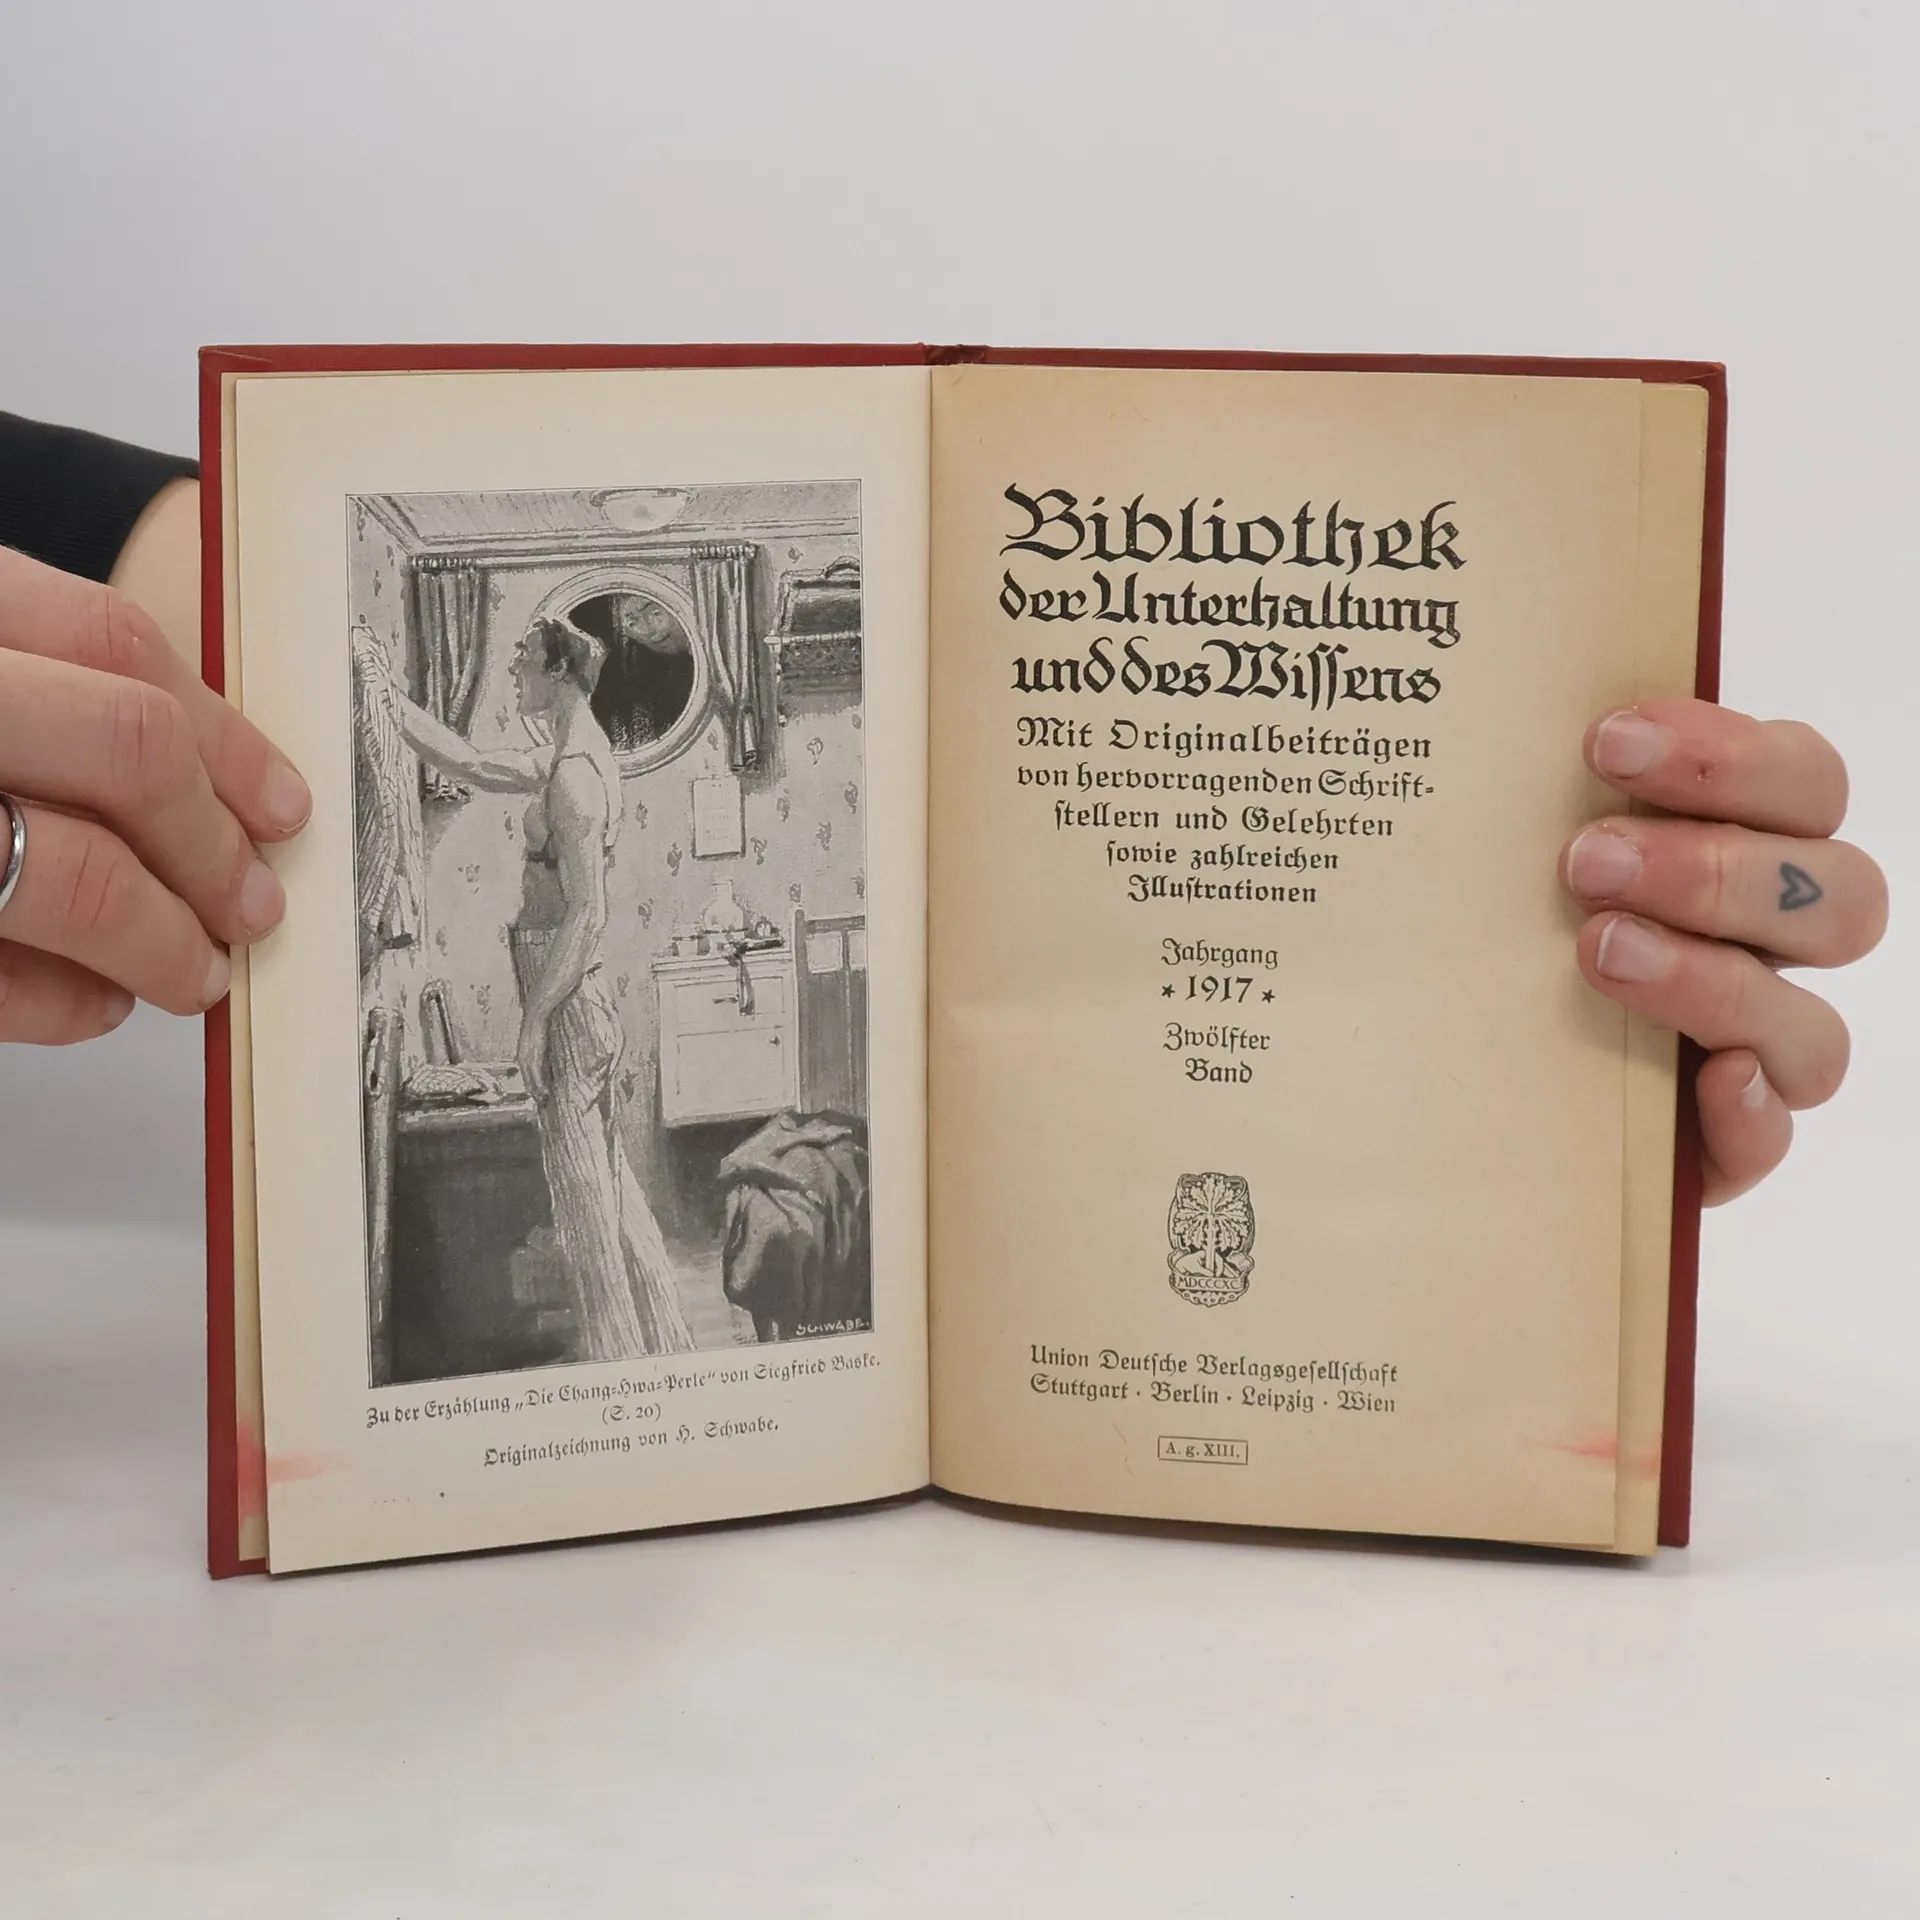 SCHWABE.
Zu der Erzählung „Die Chang-Hwa-Perle“ von Siegfried Baske.
(S. 20)
Originalzeichnung von H. Schwabe.
Bibliothek
der Unterhaltung
und des Wissens
Mit Originalbeiträgen
von hervorragenden Schrift-
stellern und Gelehrten
sowie zahlreichen
Illustrationen
Jahrgang
* 1917 *
Zwölfter
Band
MDCCCXC
Union Deutsche Verlagsgesellschaft
Stuttgart · Berlin · Leipzig · Wien
A. g. XIII.